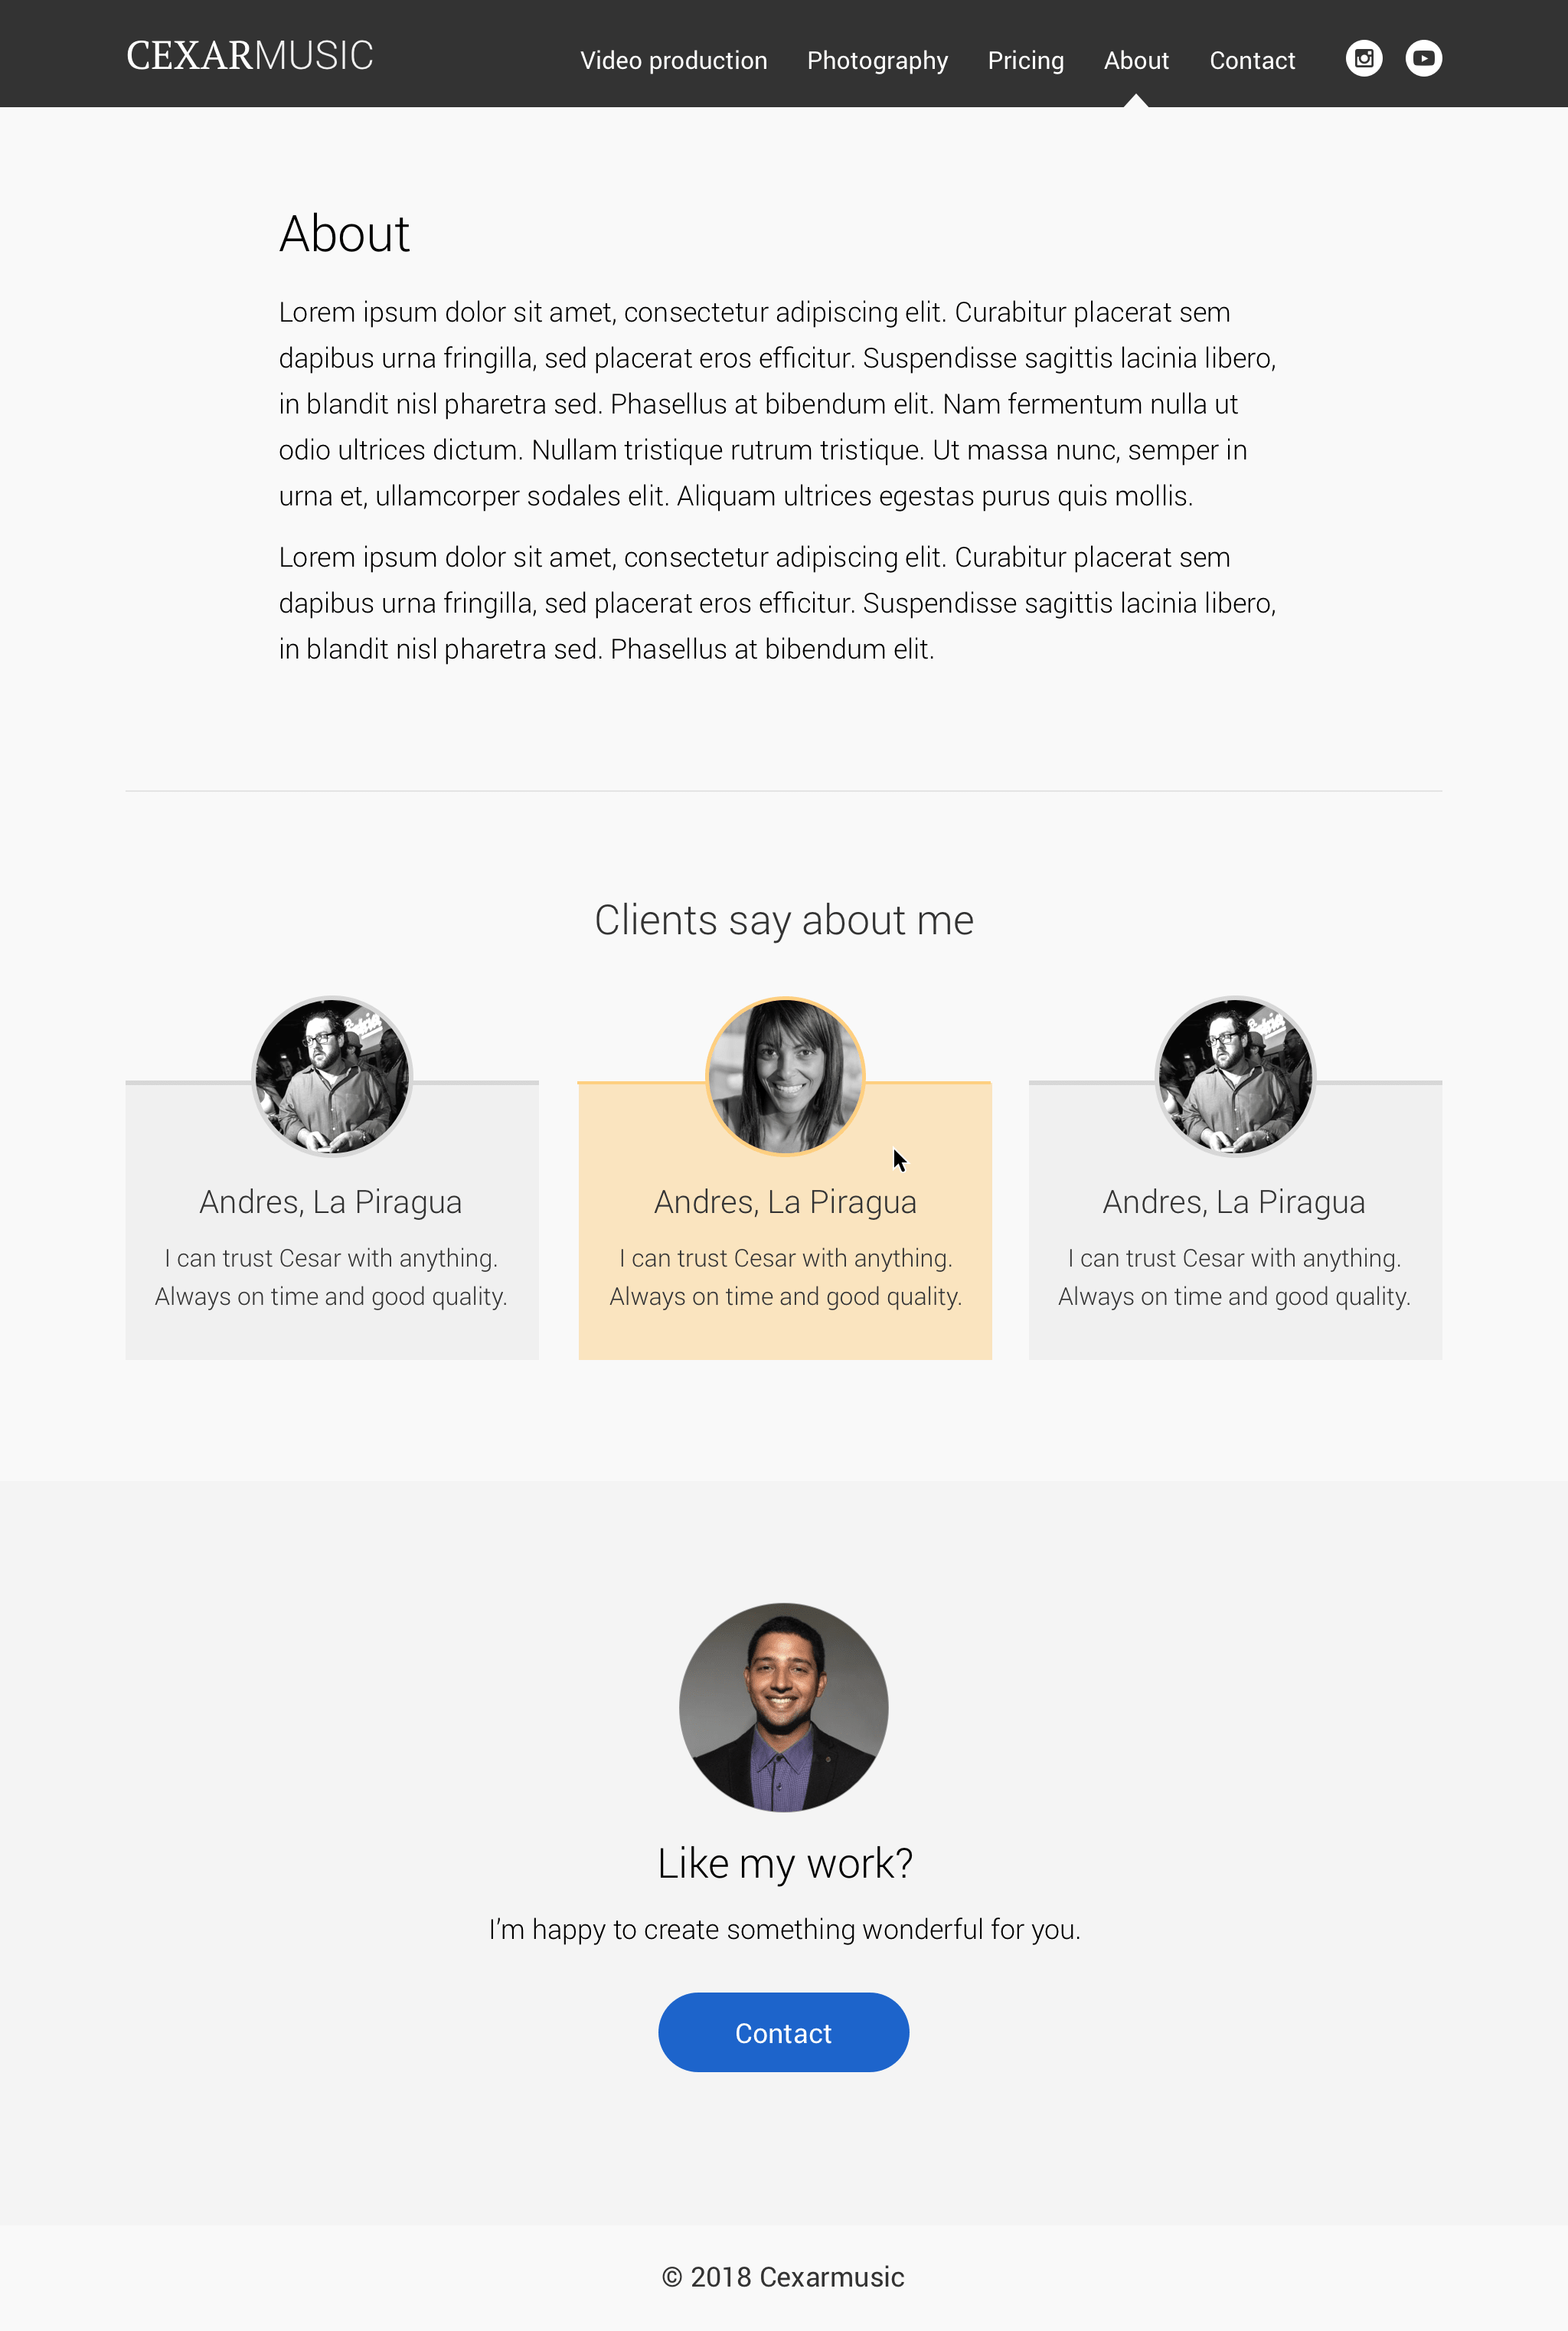 CEXARMUSIC
Video production
Photography
Pricing
About
Contact
About
Lorem ipsum dolor sit amet, consectetur adipiscing elit. Curabitur placerat sem
dapibus urna fringilla, sed placerat eros efficitur. Suspendisse sagittis lacinia libero,
in blandit nisl pharetra sed. Phasellus at bibendum elit. Nam fermentum nulla ut
odio ultrices dictum. Nullam tristique rutrum tristique. Ut massa nunc, semper in
urna et, ullamcorper sodales elit. Aliquam ultrices egestas purus quis mollis.
Lorem ipsum dolor sit amet, consectetur adipiscing elit. Curabitur placerat sem
dapibus urna fringilla, sed placerat eros efficitur. Suspendisse sagittis lacinia libero,
in blandit nisl pharetra sed. Phasellus at bibendum elit.
Clients say about me
Andres, La Piragua
I can trust Cesar with anything.
Always on time and good quality.
Andres, La Piragua
I can trust Cesar with anything.
Always on time and good quality.
Andres, La Piragua
I can trust Cesar with anything.
Always on time and good quality.
Like my work?
I’m happy to create something wonderful for you.
Contact
© 2018 Cexarmusic